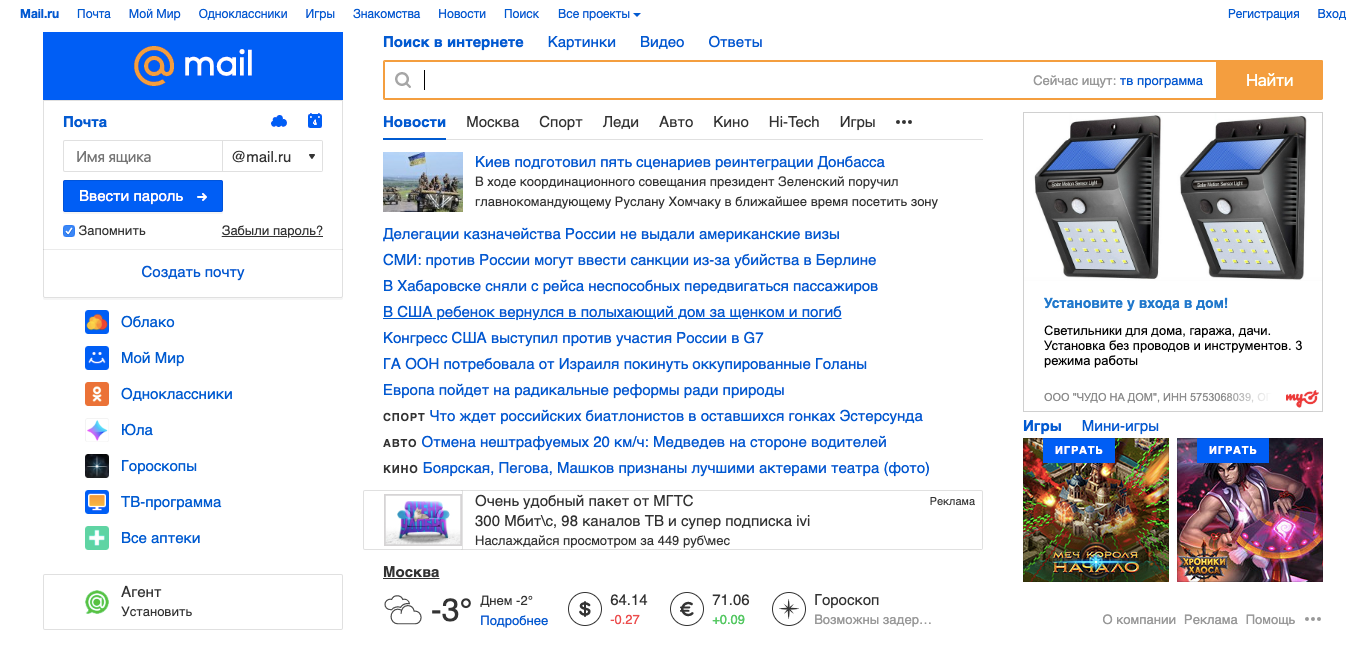 Mail.ru Почта Мой Мир Одноклассники Игры Знакомства Новости Поиск Все проекты Регистрация Вход
@mail
Почта
Имя ящика @mail.ru
Ввести пароль →
Запомнить Забыли пароль?
Создать почту
Облако
Мой Мир
Одноклассники
Юла
Гороскопы
ТВ-программа
Все аптеки
Агент
Установить
Поиск в интернете Картинки Видео Ответы
Сейчас ищут: тв программа Найти
Новости Москва Спорт Леди Авто Кино Hi-Tech Игры •••
Киев подготовил пять сценариев реинтеграции Донбасса
В ходе координационного совещания президент Зеленский поручил
главнокомандующему Руслану Хомчаку в ближайшее время посетить зону
Делегации казначейства России не выдали американские визы
СМИ: против России могут ввести санкции из-за убийства в Берлине
В Хабаровске сняли с рейса неспособных передвигаться пассажиров
В США ребенок вернулся в полыхающий дом за щенком и погиб
Конгресс США выступил против участия России в G7
ГА ООН потребовала от Израиля покинуть оккупированные Голаны
Европа пойдет на радикальные реформы ради природы
СПОРТ Что ждет российских биатлонистов в оставшихся гонках Эстерсунда
АВТО Отмена нештрафуемых 20 км/ч: Медведев на стороне водителей
КИНО Боярская, Пегова, Машков признаны лучшими актерами театра (фото)
Очень удобный пакет от МГТС Реклама
300 Мбит\с, 98 каналов ТВ и супер подписка ivi
Наслаждайся просмотром за 449 руб\мес
Москва
-3° Днем -2° Подробнее
$ 64.14 -0.27
€ 71.06 +0.09
Гороскоп
Возможны задер...
Solar Motion Sensor Light Solar Motion Sensor Light
Установите у входа в дом!
Светильники для дома, гаража, дачи.
Установка без проводов и инструментов. 3
режима работы
ООО "ЧУДО НА ДОМ", ИНН 5753068039,
Игры Мини-игры
ИГРАТЬ ИГРАТЬ
МЕЧ КОРОЛЯ
НАЧАЛО
ХРОНИКИ
ХАОСА
О компании Реклама Помощь •••